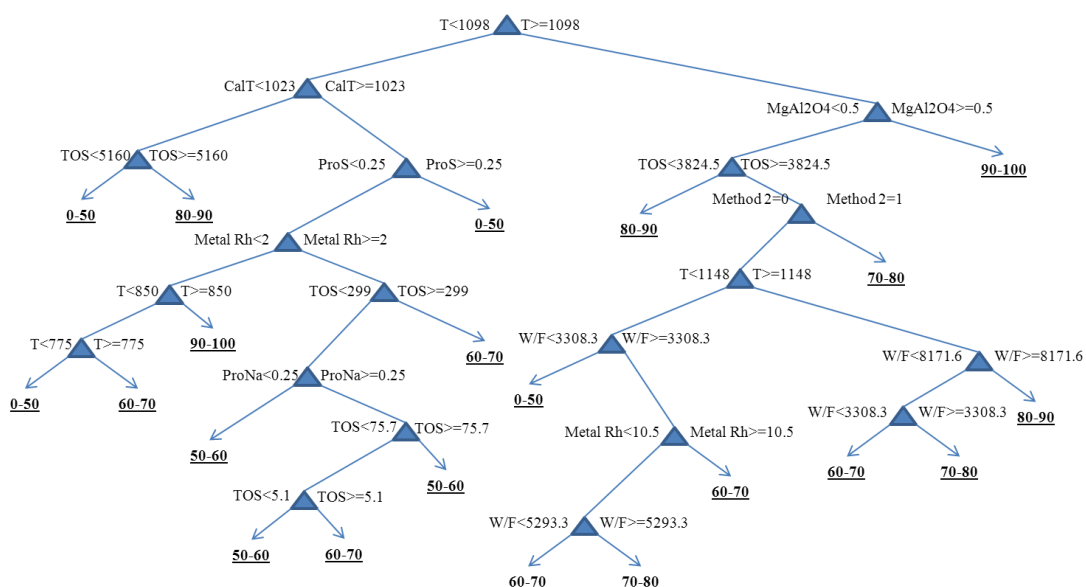 T<1098 T>=1098
CalT<1023 CalT>=1023
MgAl2O4<0.5 MgAl2O4>=0.5
TOS<5160 TOS>=5160
ProS<0.25 ProS>=0.25
TOS<3824.5 TOS>=3824.5
90-100
0-50 80-90
0-50
80-90
Method 2=0 Method 2=1
Metal Rh<2 Metal Rh>=2
70-80
T<850 T>=850
TOS<299 TOS>=299
T<1148 T>=1148
90-100
T<775 T>=775
60-70
W/F<3308.3 W/F>=3308.3
W/F<8171.6 W/F>=8171.6
0-50 60-70
ProNa<0.25 ProNa>=0.25
0-50
W/F<3308.3 W/F>=3308.3
80-90
50-60
TOS<75.7 TOS>=75.7
Metal Rh<10.5 Metal Rh>=10.5
60-70 70-80
50-60
60-70
TOS<5.1 TOS>=5.1
W/F<5293.3 W/F>=5293.3
50-60 60-70
60-70 70-80